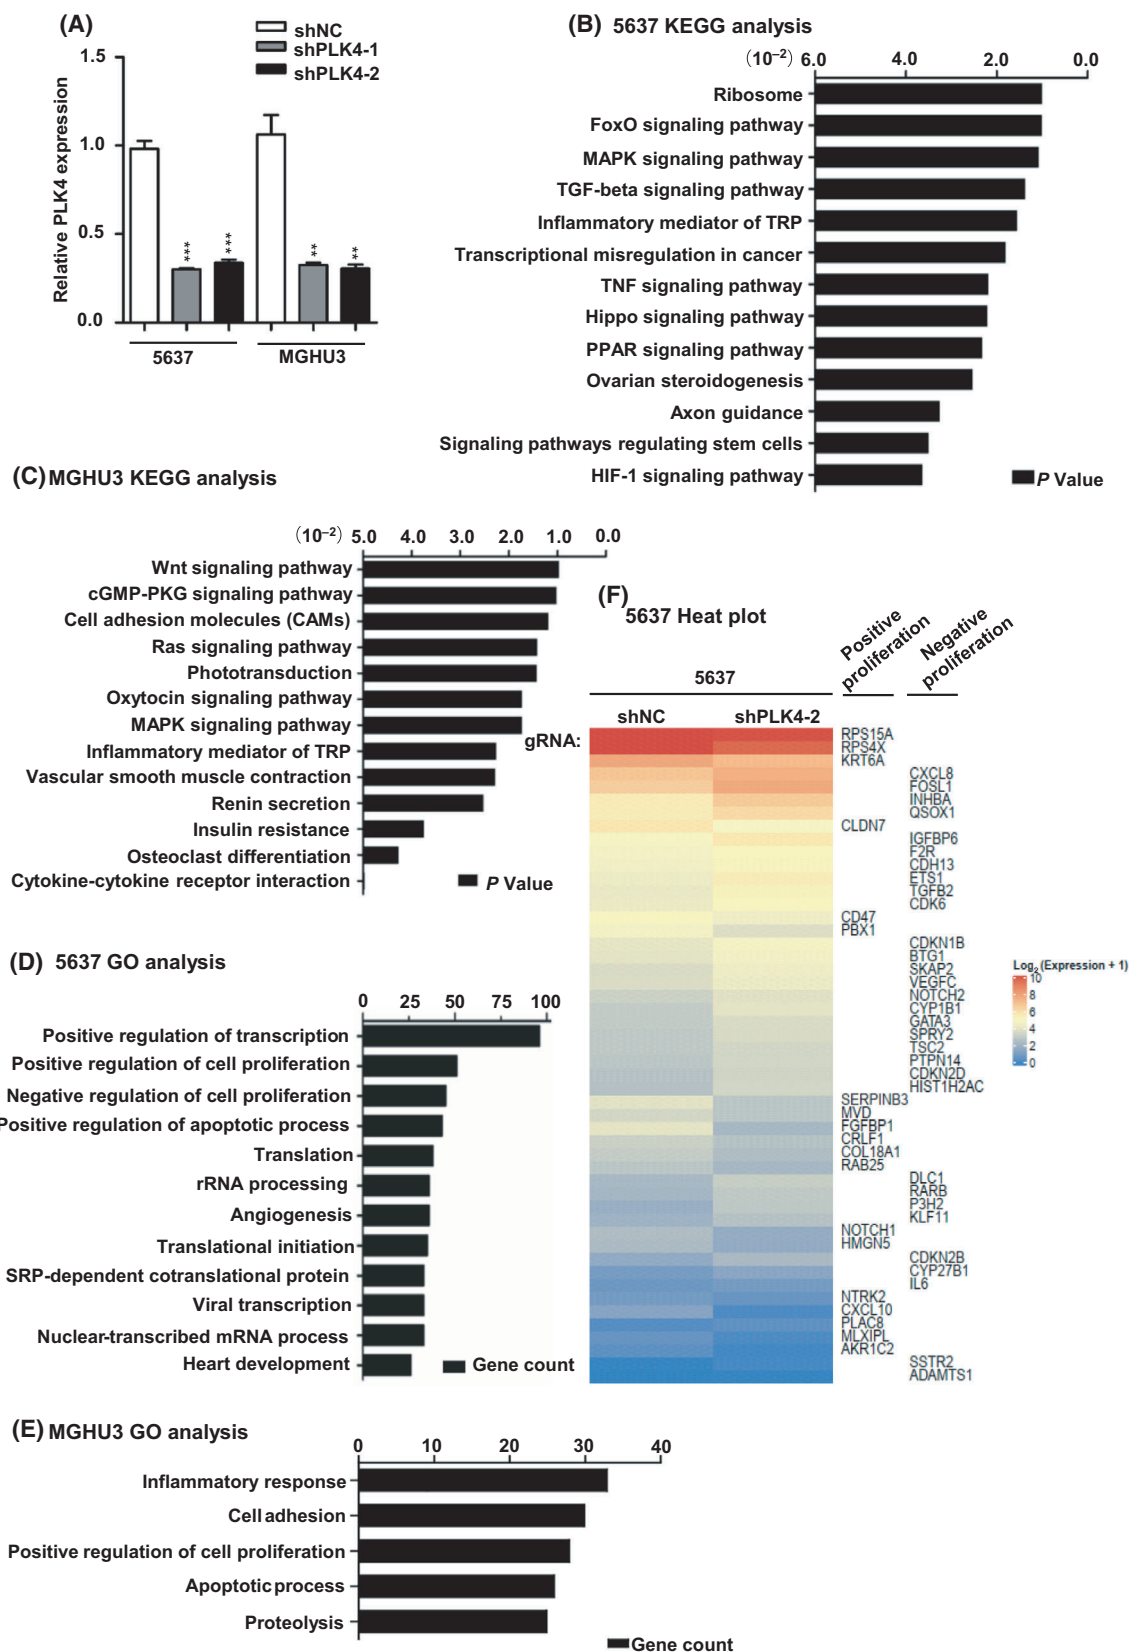 (A)
shNC
shPLK4-1
shPLK4-2
Relative PLK4 expression
1.5
1.0
0.5
0.0
***
***
**
**
5637
MGHU3
(B) 5637 KEGG analysis
(10⁻²) 6.0 4.0 2.0 0.0
Ribosome
FoxO signaling pathway
MAPK signaling pathway
TGF-beta signaling pathway
Inflammatory mediator of TRP
Transcriptional misregulation in cancer
TNF signaling pathway
Hippo signaling pathway
PPAR signaling pathway
Ovarian steroidogenesis
Axon guidance
Signaling pathways regulating stem cells
HIF-1 signaling pathway
P Value
(C) MGHU3 KEGG analysis
(10⁻²) 5.0 4.0 3.0 2.0 1.0 0.0
Wnt signaling pathway
cGMP-PKG signaling pathway
Cell adhesion molecules (CAMs)
Ras signaling pathway
Phototransduction
Oxytocin signaling pathway
MAPK signaling pathway
Inflammatory mediator of TRP
Vascular smooth muscle contraction
Renin secretion
Insulin resistance
Osteoclast differentiation
Cytokine-cytokine receptor interaction
P Value
(D) 5637 GO analysis
0 25 50 75 100
Positive regulation of transcription
Positive regulation of cell proliferation
Negative regulation of cell proliferation
Positive regulation of apoptotic process
Translation
rRNA processing
Angiogenesis
Translational initiation
SRP-dependent cotranslational protein
Viral transcription
Nuclear-transcribed mRNA process
Heart development
Gene count
(E) MGHU3 GO analysis
0 10 20 30 40
Inflammatory response
Cell adhesion
Positive regulation of cell proliferation
Apoptotic process
Proteolysis
Gene count
(F)
5637 Heat plot
Positive proliferation
Negative proliferation
5637
shNC shPLK4-2
gRNA:
RPS15A
RPS4X
KRT6A
CXCL8
FOSL1
INHBA
QSOX1
CLDN7
IGFBP6
F2R
CDH13
ETS1
TGFB2
CDK6
CD47
PBX1
CDKN1B
BTG1
SKAP2
VEGFC
NOTCH2
CYP1B1
GATA3
SPRY2
TSC2
PTPN14
CDKN2D
HIST1H2AC
SERPINB3
MVD
FGFBP1
CRLF1
COL18A1
RAB25
DLC1
RARB
P3H2
KLF11
NOTCH1
HMGN5
CDKN2B
CYP27B1
IL6
NTRK2
CXCL10
PLAC8
MLXIPL
AKR1C2
SSTR2
ADAMTS1
Log₂ (Expression + 1)
10
8
6
4
2
0